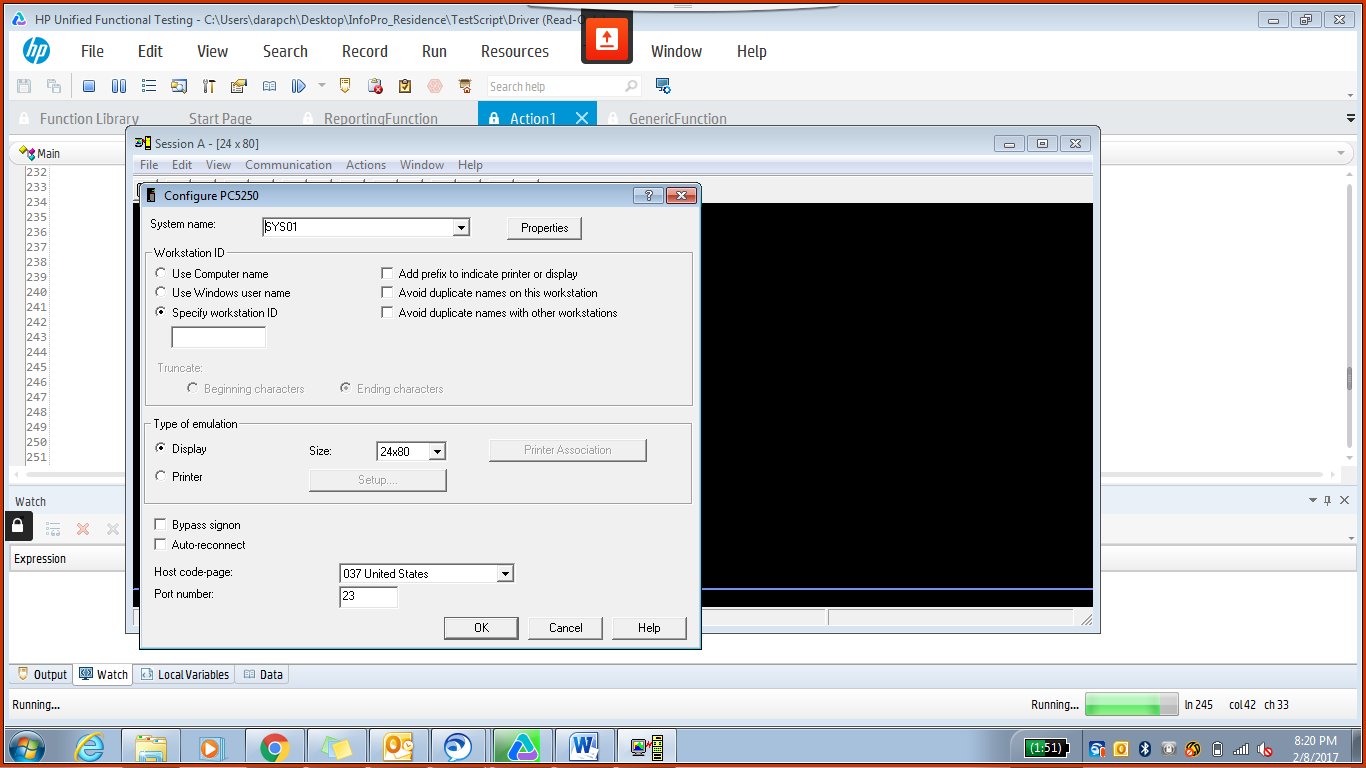 HP Unified Functional Testing - C:\Users\darapch\Desktop\InfoPro_Residence\TestScript\Driver (Read-O
hp File Edit View Search Record Run Resources Window Help
Search help
Function Library Start Page ReportingFunction Action1 GenericFunction
Main
Session A - [24 x 80]
File Edit View Communication Actions Window Help
232
233
234
235
236
237
238
239
240
241
242
243
244
245
246
247
248
249
250
251
Configure PC5250
System name: SYS01 Properties
Workstation ID
Use Computer name Add prefix to indicate printer or display
Use Windows user name Avoid duplicate names on this workstation
Specify workstation ID Avoid duplicate names with other workstations
Truncate:
Beginning characters Ending characters
Type of emulation
Display Size: 24x80 Printer Association
Printer Setup....
Bypass signon
Auto-reconnect
Host code-page: 037 United States
Port number: 23
OK Cancel Help
Watch
Expression
Output Watch Local Variables Data
Running... Running... ln 245 col 42 ch 33
(1:51) 8:20 PM
2/8/2017